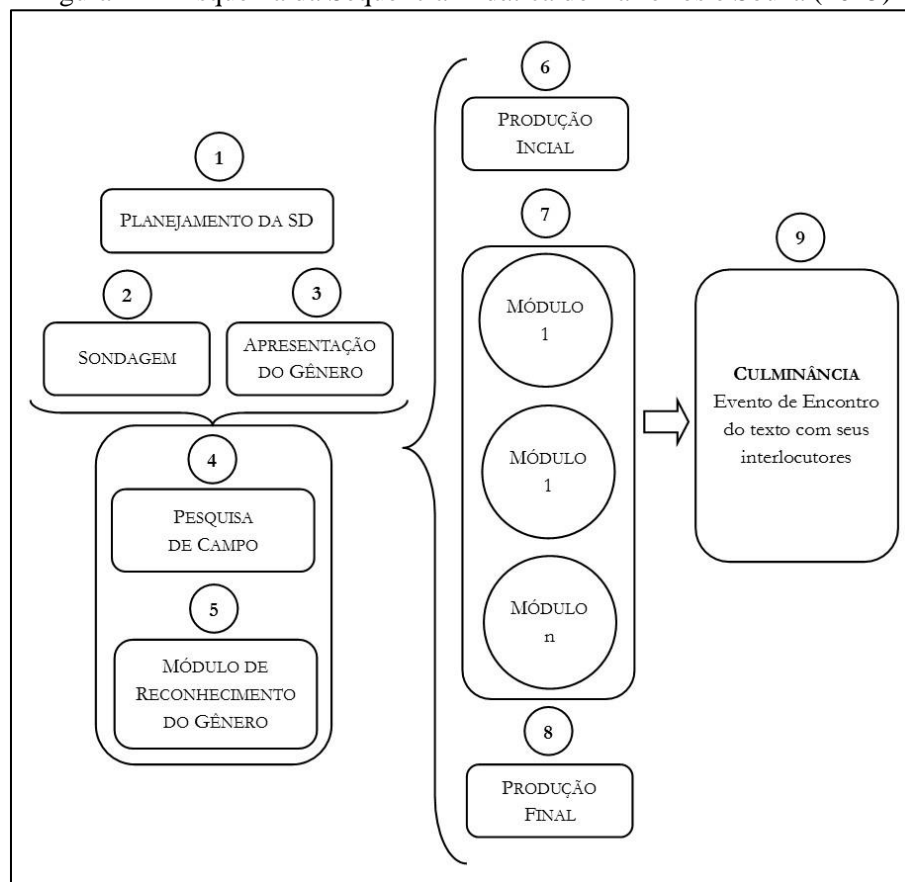 1
PLANEJAMENTO DA SD
2
SONDAGEM
3
APRESENTAÇÃO
DO GÊNERO
4
PESQUISA
DE CAMPO
5
MÓDULO DE
RECONHECIMENTO
DO GÊNERO
6
PRODUÇÃO
INCIAL
7
MÓDULO
1
MÓDULO
1
MÓDULO
n
8
PRODUÇÃO
FINAL
9
CULMINÂNCIA
Evento de Encontro
do texto com seus
interlocutores